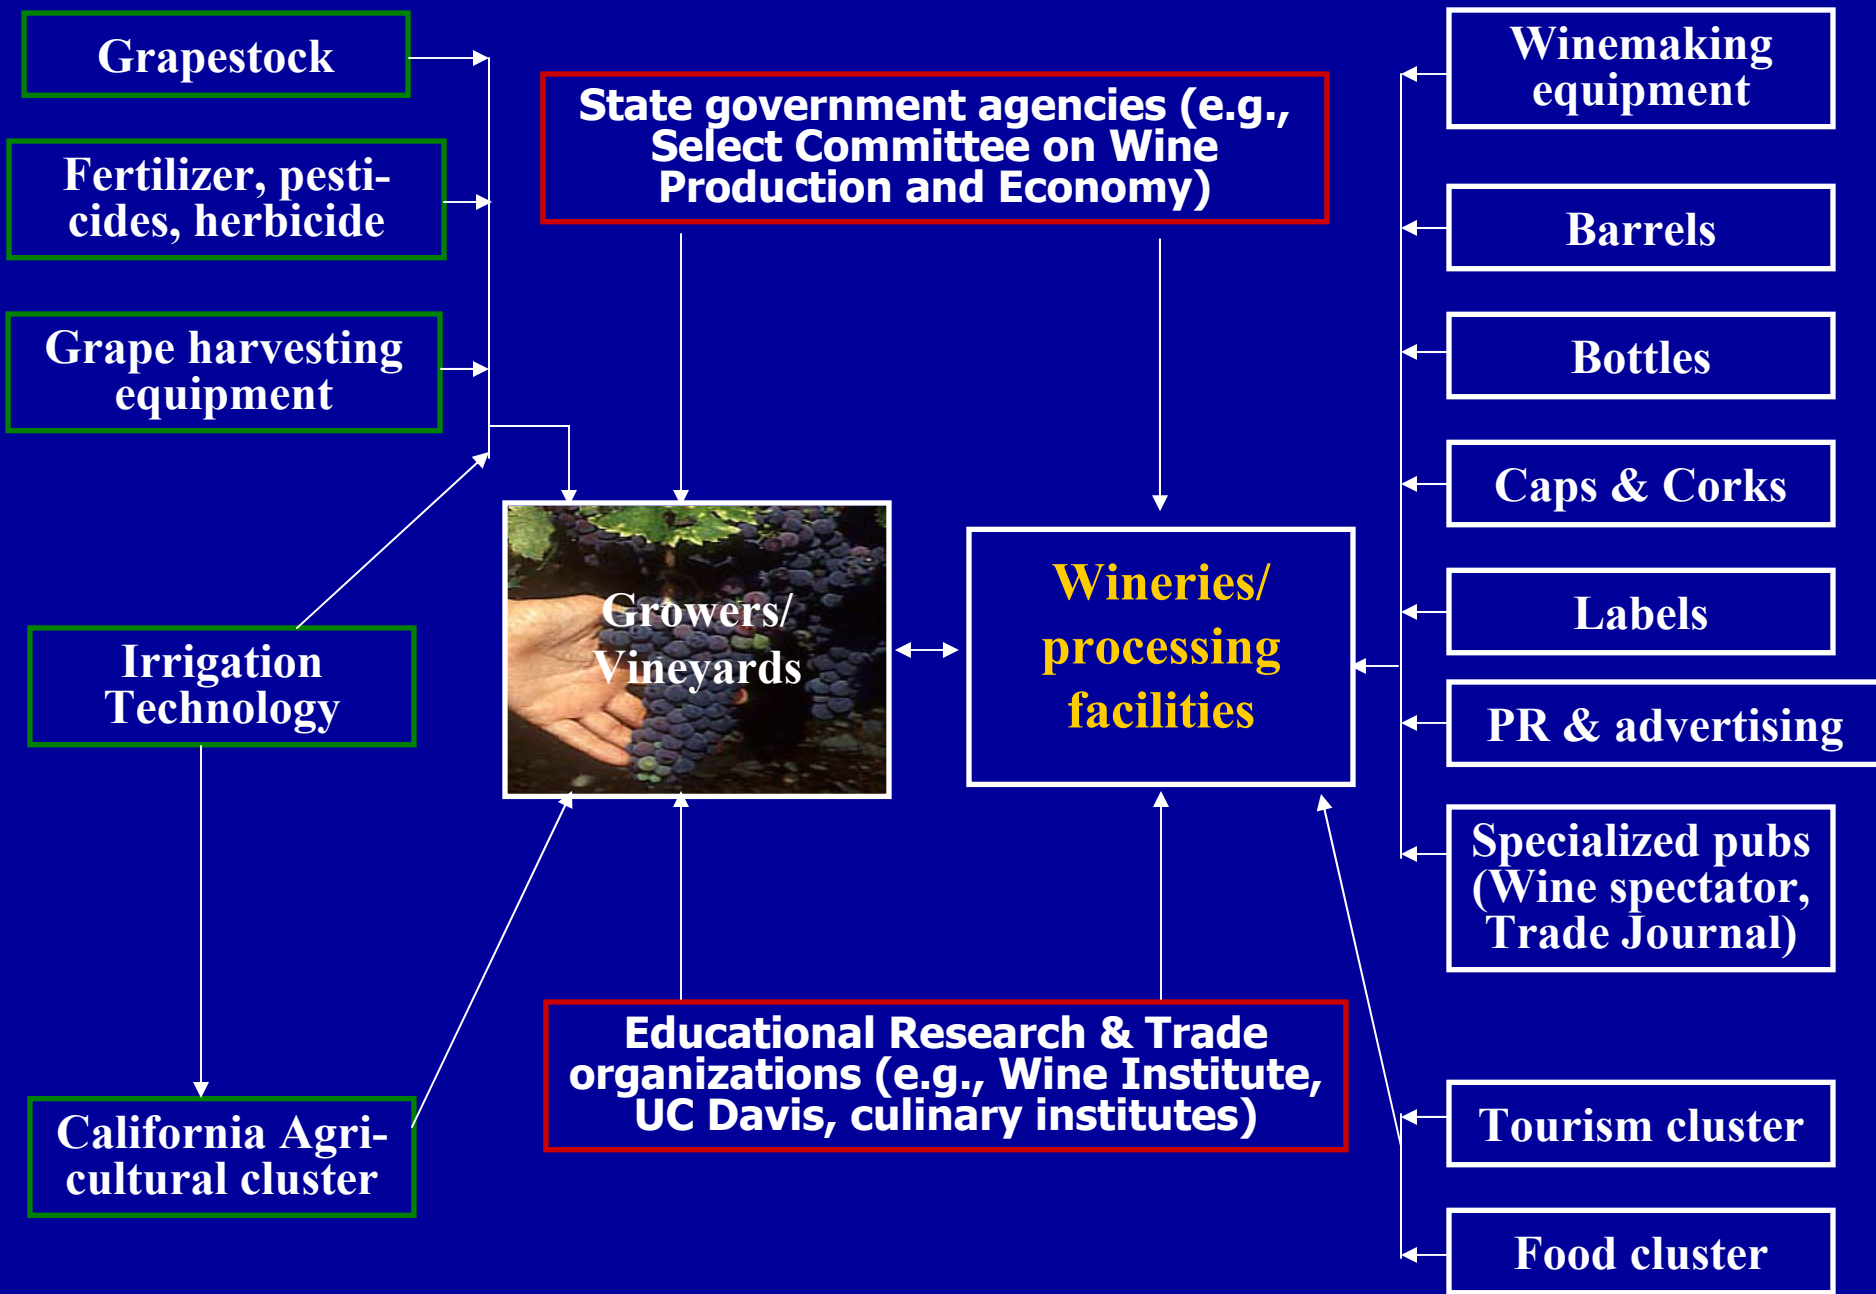 Grapestock
Fertilizer, pesti-
cides, herbicide
Grape harvesting
equipment
Irrigation
Technology
California Agri-
cultural cluster
State government agencies (e.g.,
Select Committee on Wine
Production and Economy)
Growers/
Vineyards
Wineries/
processing
facilities
Educational Research & Trade
organizations (e.g., Wine Institute,
UC Davis, culinary institutes)
Winemaking
equipment
Barrels
Bottles
Caps & Corks
Labels
PR & advertising
Specialized pubs
(Wine spectator,
Trade Journal)
Tourism cluster
Food cluster